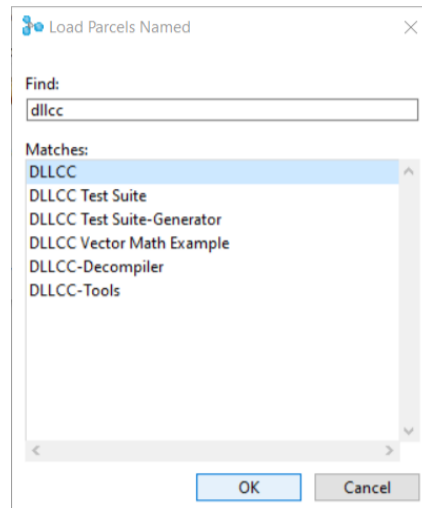 Load Parcels Named
Find:
dllcc
Matches:
DLLCC
DLLCC Test Suite
DLLCC Test Suite-Generator
DLLCC Vector Math Example
DLLCC-Decompiler
DLLCC-Tools
OK Cancel